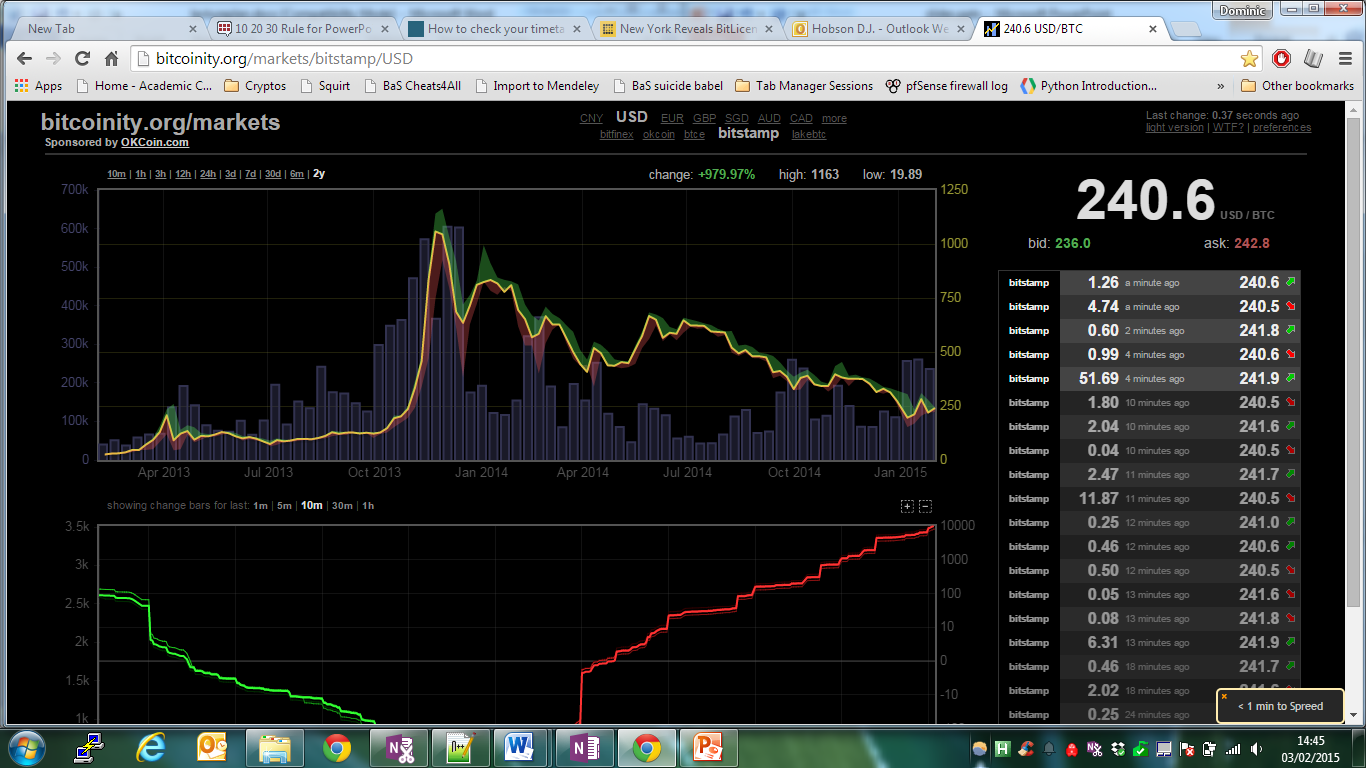 Dominic
New Tab
10 20 30 Rule for PowerPo
How to check your timeta
New York Reveals BitLicen
Hobson D.J. - Outlook We
240.6 USD/BTC
bitcoinity.org/markets/bitstamp/USD
Apps
Home - Academic C...
Cryptos
Squirt
BaS Cheats4All
Import to Mendeley
BaS suicide babel
Tab Manager Sessions
pfSense firewall log
Python Introduction...
»
Other bookmarks
bitcoinity.org/markets
Sponsored by OKCoin.com
CNY USD EUR GBP SGD AUD CAD more
bitfinex okcoin btce bitstamp lakebtc
Last change: 0.37 seconds ago
light version | WTF? | preferences
10m | 1h | 3h | 12h | 24h | 3d | 7d | 30d | 6m | 2y
change: +979.97% high: 1163 low: 19.89
700k
600k
500k
400k
300k
200k
100k
0
1250
1000
750
500
250
0
Apr 2013
Jul 2013
Oct 2013
Jan 2014
Apr 2014
Jul 2014
Oct 2014
Jan 2015
showing change bars for last: 1m | 5m | 10m | 30m | 1h
3.5k
3k
2.5k
2k
1.5k
1k
10000
1000
100
10
0
-10
240.6 USD / BTC
bid: 236.0 ask: 242.8
bitstamp 1.26 a minute ago 240.6
bitstamp 4.74 a minute ago 240.5
bitstamp 0.60 2 minutes ago 241.8
bitstamp 0.99 4 minutes ago 240.6
bitstamp 51.69 4 minutes ago 241.9
bitstamp 1.80 10 minutes ago 240.5
bitstamp 2.04 10 minutes ago 241.6
bitstamp 0.04 10 minutes ago 240.5
bitstamp 2.47 11 minutes ago 241.7
bitstamp 11.87 11 minutes ago 240.5
bitstamp 0.25 12 minutes ago 241.0
bitstamp 0.46 12 minutes ago 240.6
bitstamp 0.50 12 minutes ago 240.5
bitstamp 0.05 13 minutes ago 241.6
bitstamp 0.08 13 minutes ago 241.8
bitstamp 6.31 13 minutes ago 241.9
bitstamp 0.46 18 minutes ago 241.7
bitstamp 2.02 18 minutes ago
bitstamp 0.25 24 minutes ago
< 1 min to Spreed
14:45
03/02/2015